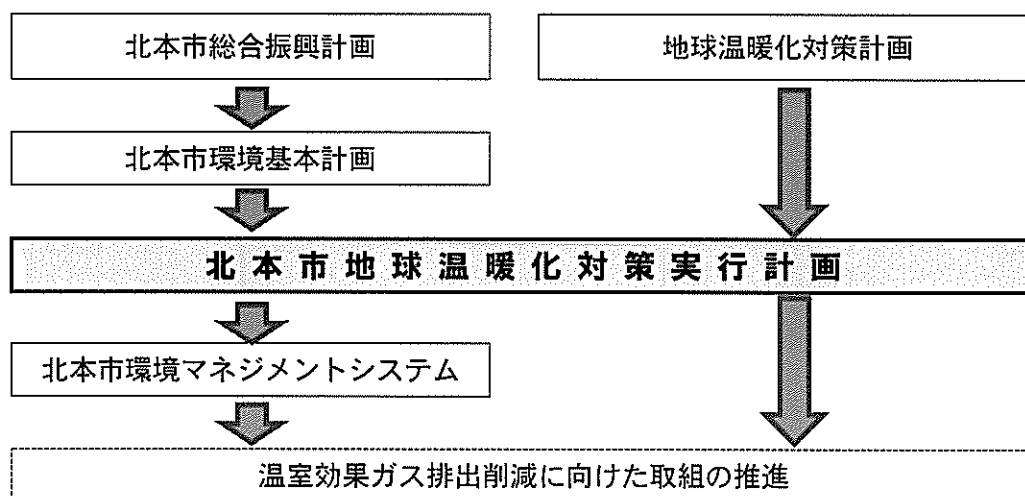 北本市総合振興計画
地球温暖化対策計画
北本市環境基本計画
北本市地球温暖化対策実行計画
北本市環境マネジメントシステム
温室効果ガス排出削減に向けた取組の推進